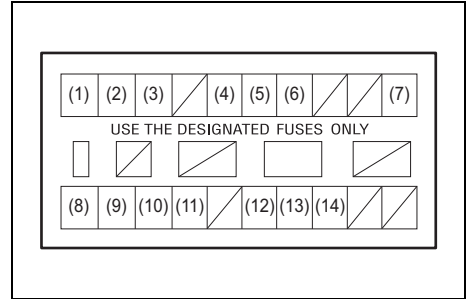 (1) (2) (3) (4) (5) (6) (7)
USE THE DESIGNATED FUSES ONLY
(8) (9) (10) (11) (12) (13) (14)